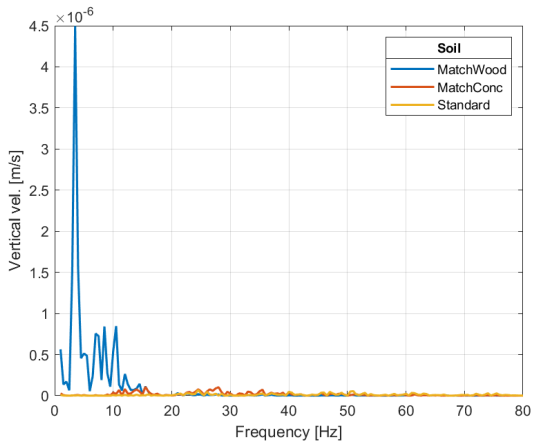 ×10⁻⁶
4.5
4
3.5
3
2.5
2
1.5
1
0.5
0
Vertical vel. [m/s]
Soil
MatchWood
MatchConc
Standard
0 10 20 30 40 50 60 70 80
Frequency [Hz]